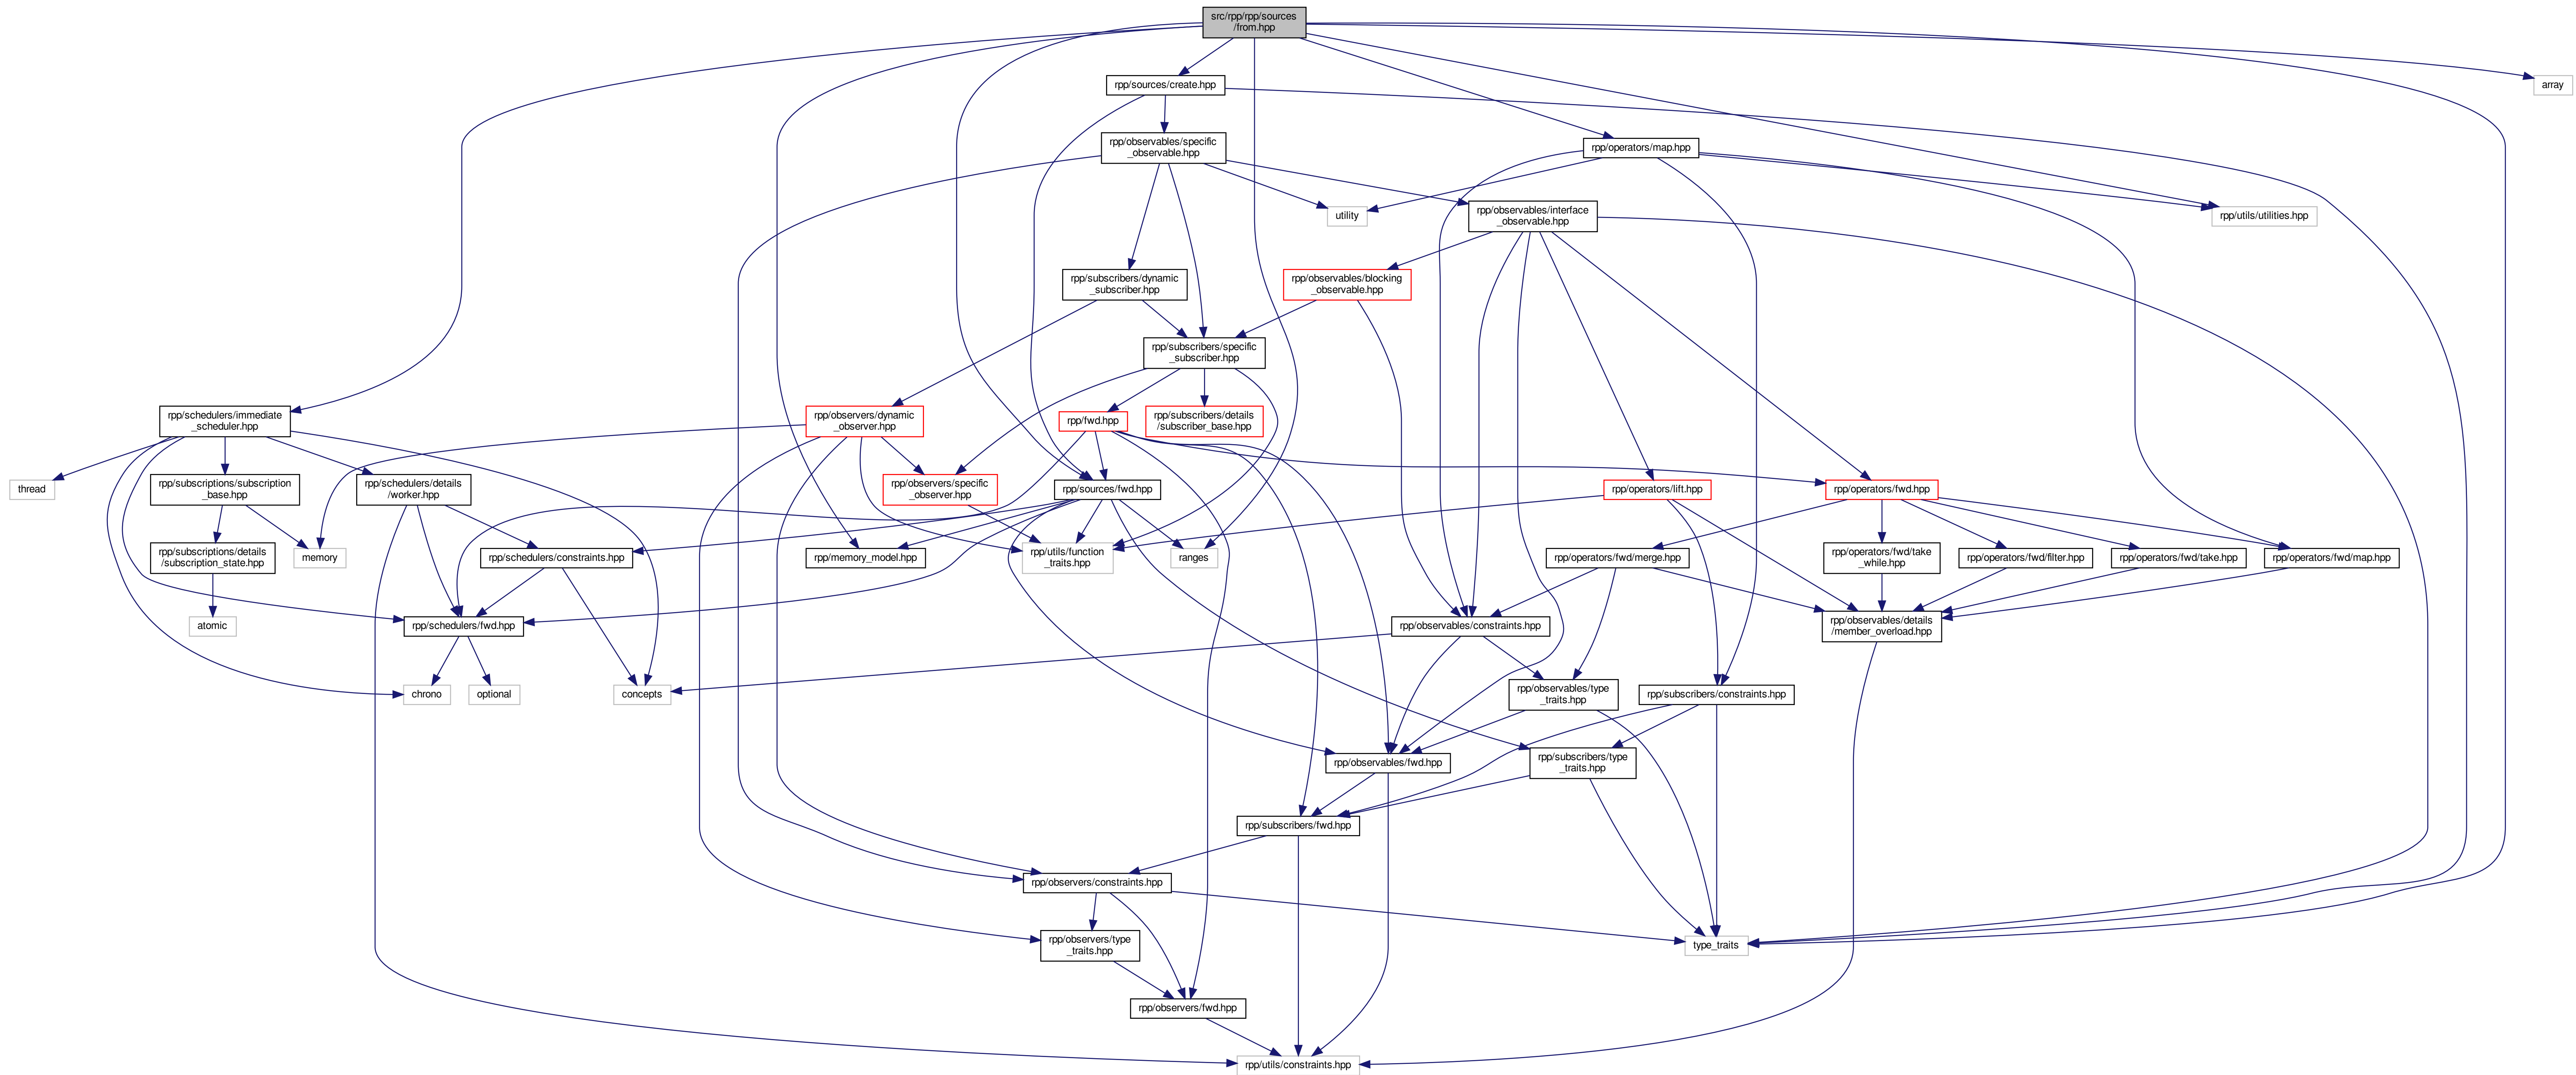 src/rpp/rpp/sources
/from.hpp
rpp/sources/create.hpp
array
rpp/observables/specific
_observable.hpp
rpp/operators/map.hpp
utility
rpp/observables/interface
_observable.hpp
rpp/utils/utilities.hpp
rpp/subscribers/dynamic
_subscriber.hpp
rpp/observables/blocking
_observable.hpp
rpp/subscribers/specific
_subscriber.hpp
rpp/schedulers/immediate
_scheduler.hpp
rpp/observers/dynamic
_observer.hpp
rpp/fwd.hpp
rpp/subscribers/details
/subscriber_base.hpp
thread
rpp/subscriptions/subscription
_base.hpp
rpp/schedulers/details
/worker.hpp
rpp/observers/specific
_observer.hpp
rpp/sources/fwd.hpp
rpp/operators/lift.hpp
rpp/operators/fwd.hpp
rpp/subscriptions/details
/subscription_state.hpp
memory
rpp/schedulers/constraints.hpp
rpp/memory_model.hpp
rpp/utils/function
_traits.hpp
ranges
rpp/operators/fwd/merge.hpp
rpp/operators/fwd/take
_while.hpp
rpp/operators/fwd/filter.hpp
rpp/operators/fwd/take.hpp
rpp/operators/fwd/map.hpp
atomic
rpp/schedulers/fwd.hpp
rpp/observables/constraints.hpp
rpp/observables/details
/member_overload.hpp
chrono
optional
concepts
rpp/observables/type
_traits.hpp
rpp/subscribers/constraints.hpp
rpp/observables/fwd.hpp
rpp/subscribers/type
_traits.hpp
rpp/subscribers/fwd.hpp
rpp/observers/constraints.hpp
rpp/observers/type
_traits.hpp
type_traits
rpp/observers/fwd.hpp
rpp/utils/constraints.hpp